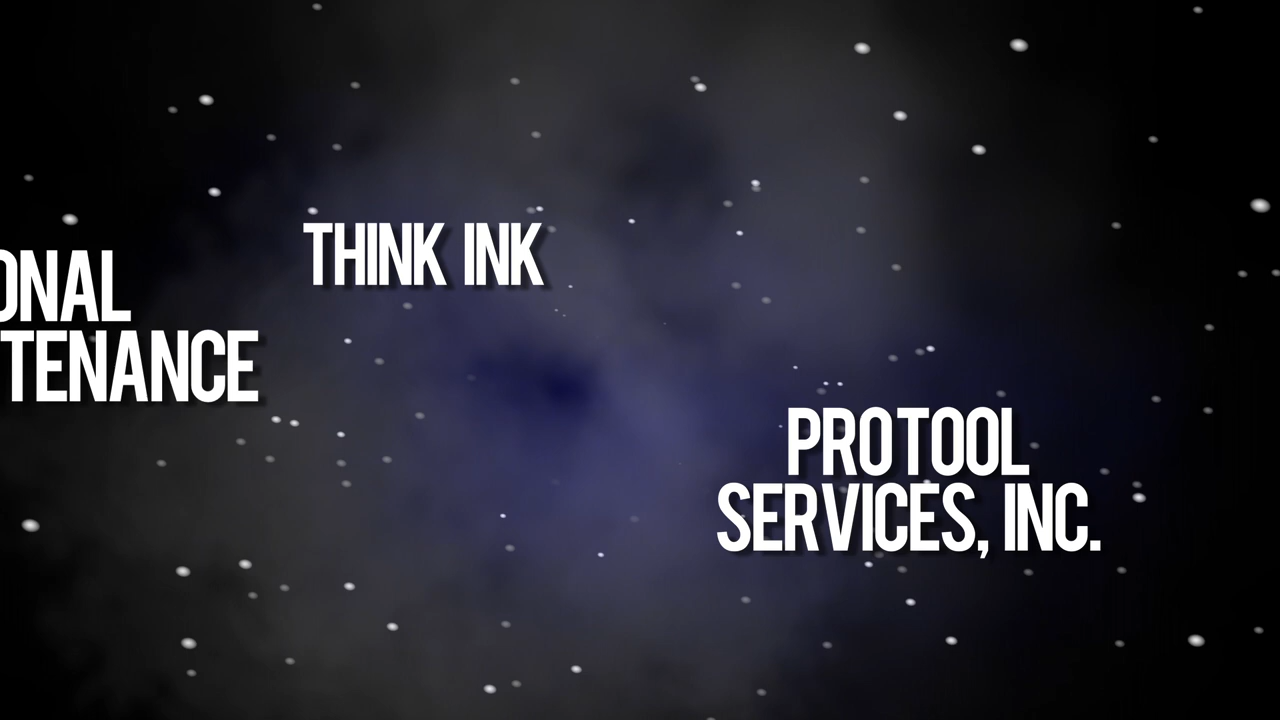 ONAL
TENANCE
THINK INK
PROTOOL
SERVICES, INC.